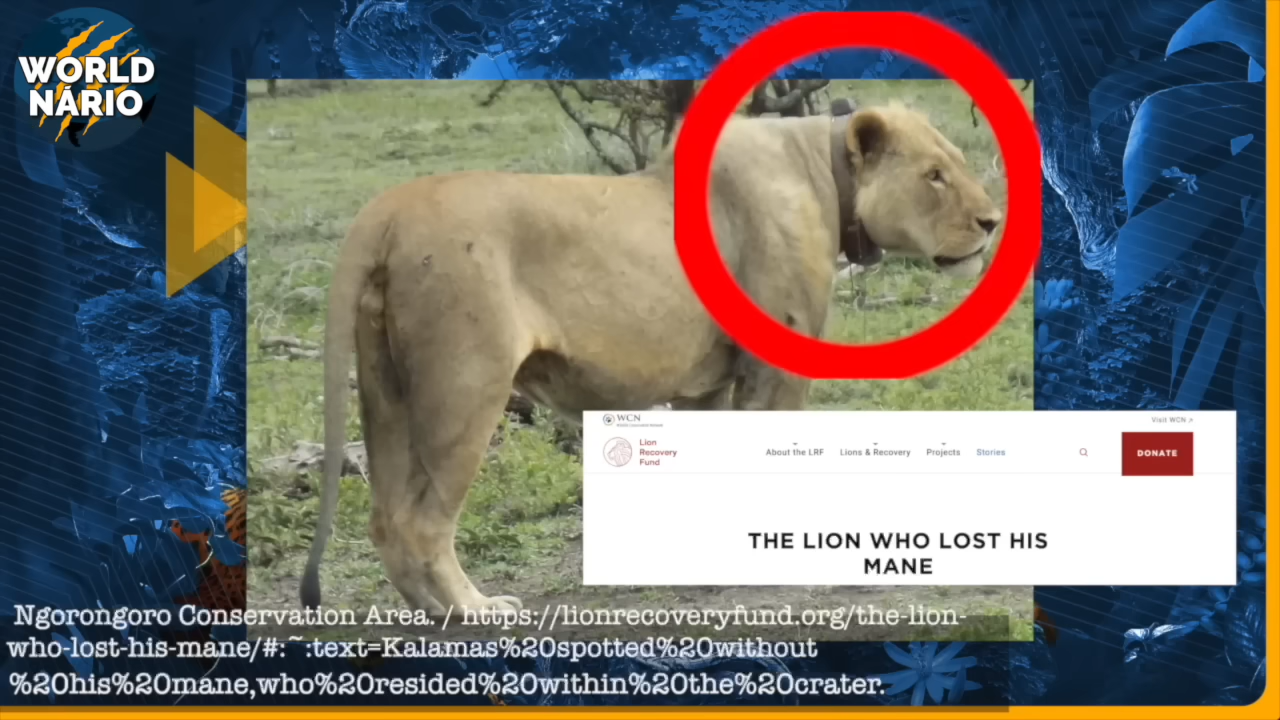 WORLD
NÁRIO
WCN
Visit WCN ↗
Lion
Recovery
Fund
About the LRF Lions & Recovery Projects Stories
DONATE
THE LION WHO LOST HIS
MANE
Ngorongoro Conservation Area. / https://lionrecoveryfund.org/the-lion-
who-lost-his-mane/#:~:text=Kalamas%20spotted%20without
%20his%20mane,who%20resided%20within%20the%20crater.